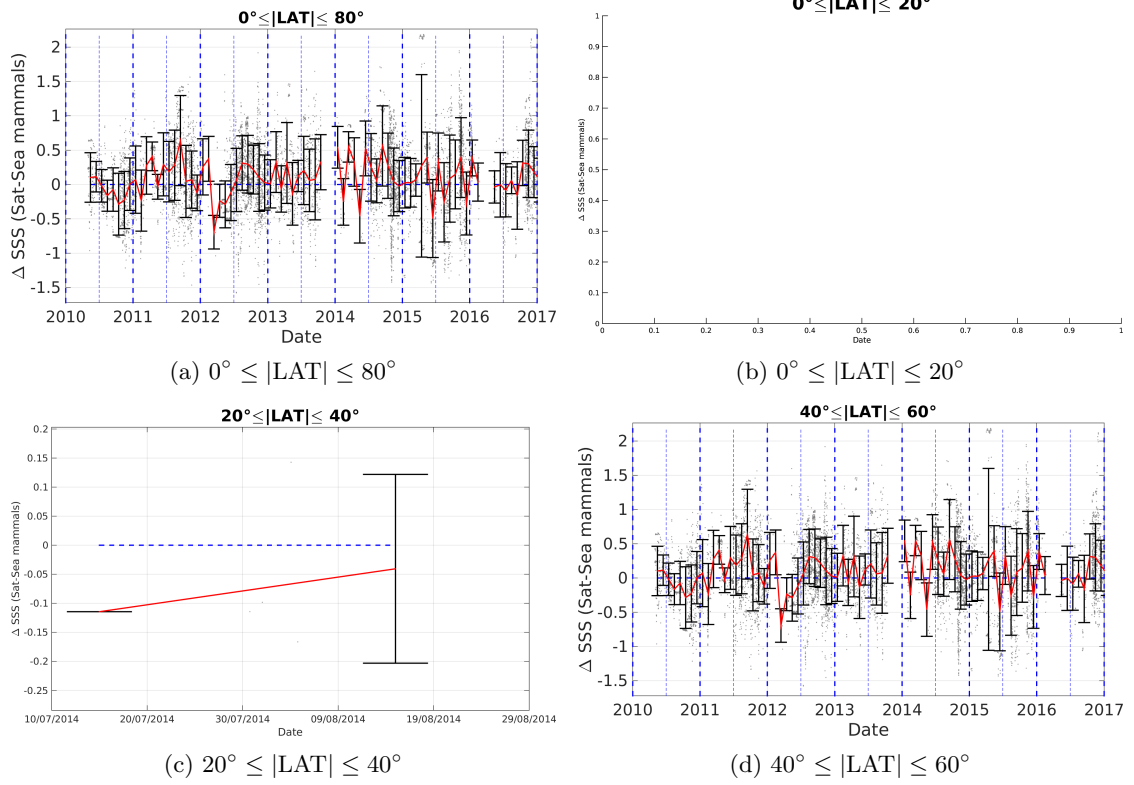 0°≤|LAT|≤ 80°
2
1.5
1
0.5
0
-0.5
-1
-1.5
Δ SSS (Sat-Sea mammals)
2010 2011 2012 2013 2014 2015 2016 2017
Date
(a) 0° ≤ |LAT| ≤ 80°
0°≤|LAT|≤ 20°
1
0.9
0.8
0.7
0.6
0.5
0.4
0.3
0.2
0.1
0
Δ SSS (Sat-Sea mammals)
0 0.1 0.2 0.3 0.4 0.5 0.6 0.7 0.8 0.9 1
Date
(b) 0° ≤ |LAT| ≤ 20°
20°≤|LAT|≤ 40°
0.2
0.15
0.1
0.05
0
-0.05
-0.1
-0.15
-0.2
-0.25
Δ SSS (Sat-Sea mammals)
10/07/2014 20/07/2014 30/07/2014 09/08/2014 19/08/2014 29/08/2014
Date
(c) 20° ≤ |LAT| ≤ 40°
40°≤|LAT|≤ 60°
2
1.5
1
0.5
0
-0.5
-1
-1.5
Δ SSS (Sat-Sea mammals)
2010 2011 2012 2013 2014 2015 2016 2017
Date
(d) 40° ≤ |LAT| ≤ 60°